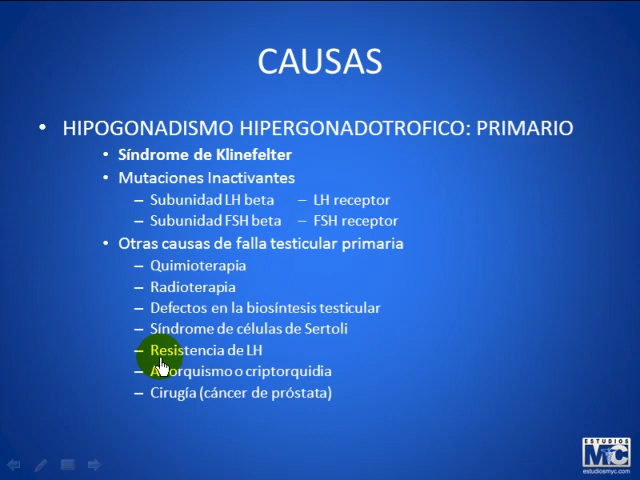 CAUSAS
• HIPOGONADISMO HIPERGONADOTROFICO: PRIMARIO
• Síndrome de Klinefelter
• Mutaciones Inactivantes
– Subunidad LH beta – LH receptor
– Subunidad FSH beta – FSH receptor
• Otras causas de falla testicular primaria
– Quimioterapia
– Radioterapia
– Defectos en la biosíntesis testicular
– Síndrome de células de Sertoli
– Resistencia de LH
– Anorquismo o criptorquidia
– Cirugía (cáncer de próstata)
ESTUDIOS
MyC
estudiosmyc.com